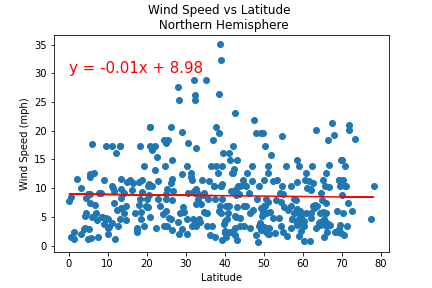 Wind Speed vs Latitude
Northern Hemisphere
y = -0.01x + 8.98
Wind Speed (mph)
35
30
25
20
15
10
5
0
0 10 20 30 40 50 60 70 80
Latitude